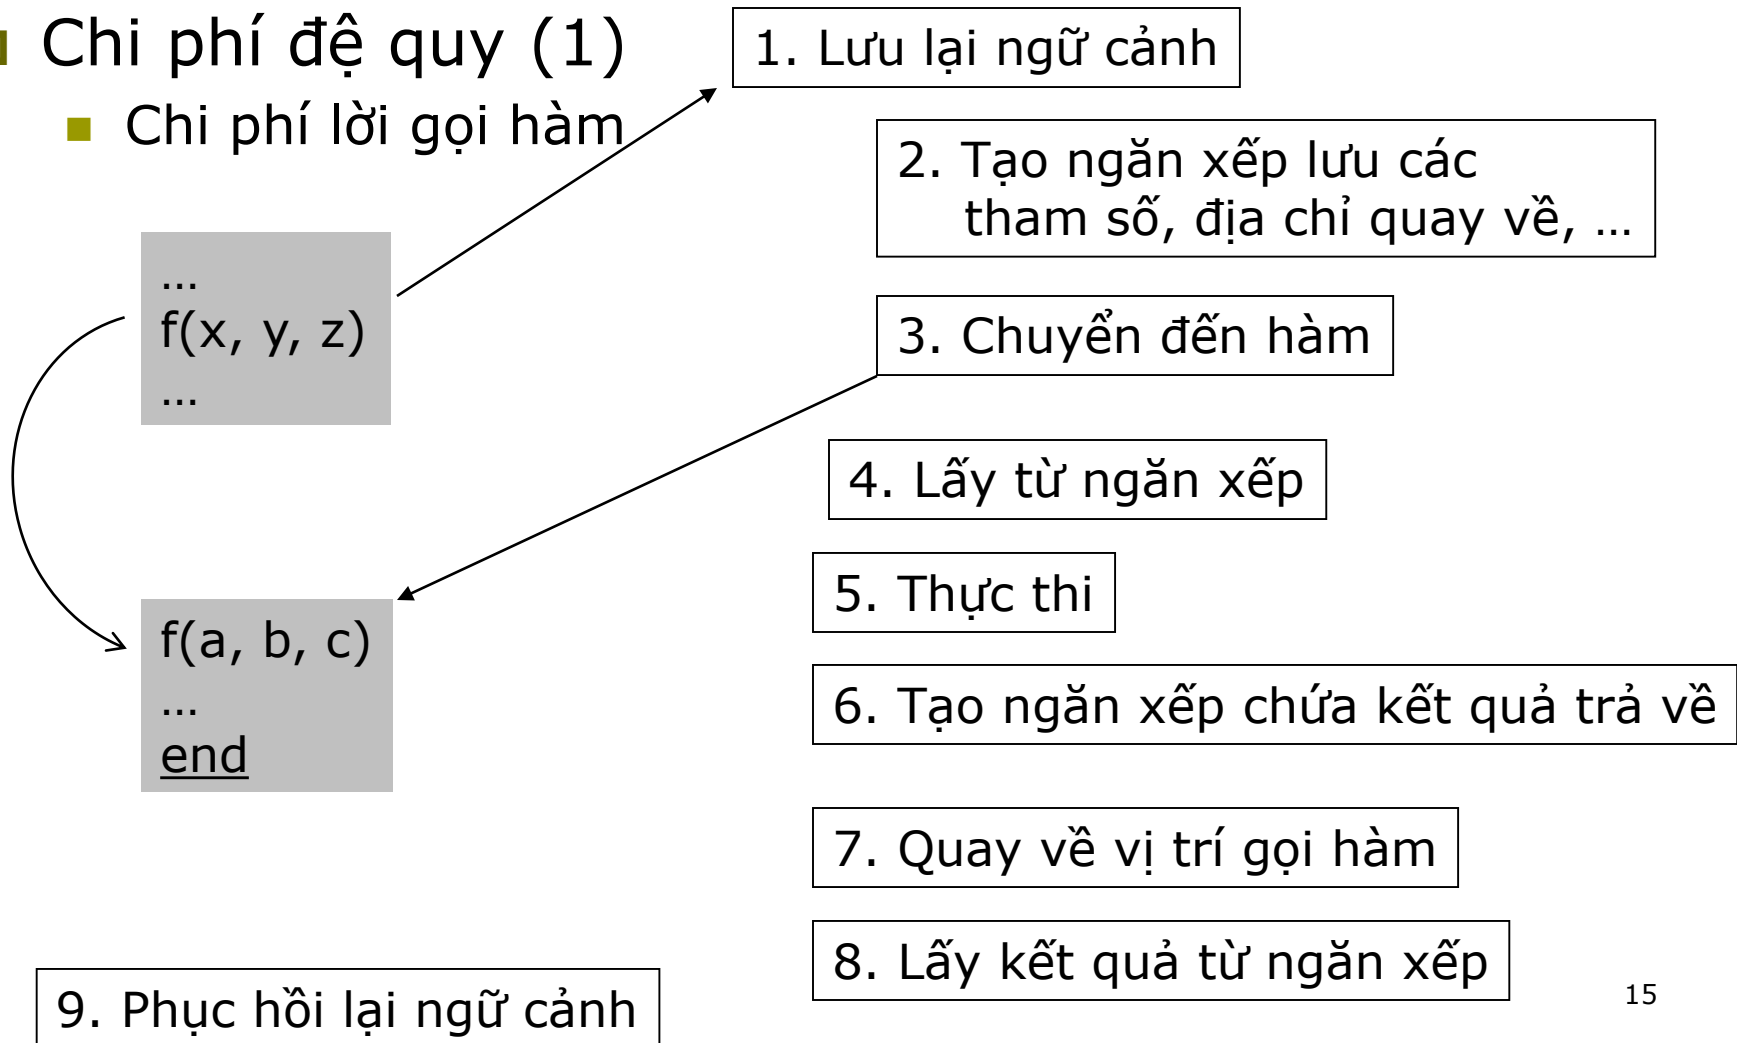 Chi phí đệ quy (1)
Chi phí lời gọi hàm
1. Lưu lại ngữ cảnh
2. Tạo ngăn xếp lưu các
tham số, địa chỉ quay về, ...
...
f(x, y, z)
...
3. Chuyển đến hàm
4. Lấy từ ngăn xếp
5. Thực thi
f(a, b, c)
...
end
6. Tạo ngăn xếp chứa kết quả trả về
7. Quay về vị trí gọi hàm
8. Lấy kết quả từ ngăn xếp
9. Phục hồi lại ngữ cảnh
15